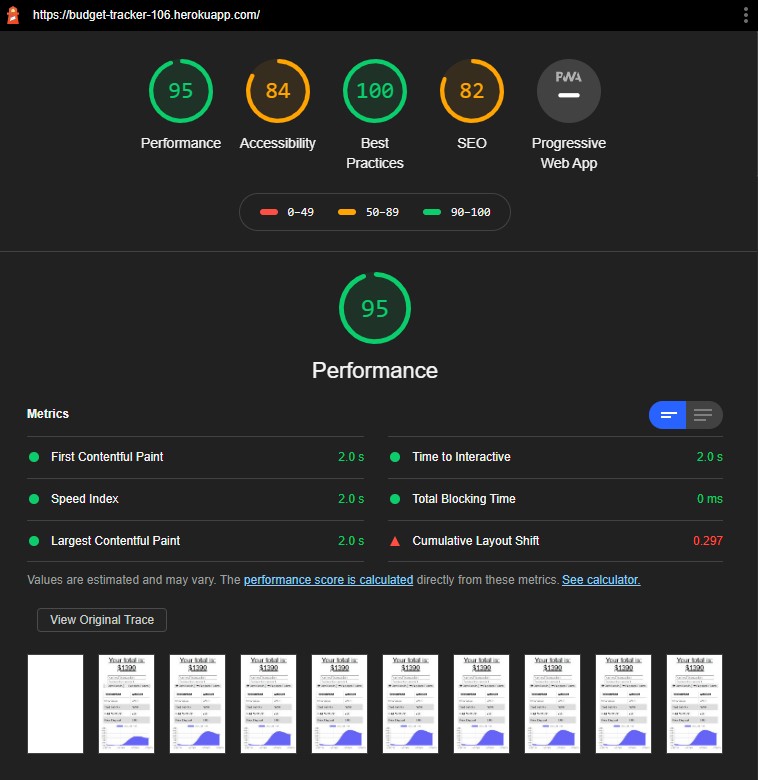 https://budget-tracker-106.herokuapp.com/
95 84 100 82 PWA
Performance Accessibility Best Practices SEO Progressive Web App
0–49 50–89 90–100
95
Performance
Metrics
First Contentful Paint 2.0 s
Time to Interactive 2.0 s
Speed Index 2.0 s
Total Blocking Time 0 ms
Largest Contentful Paint 2.0 s
Cumulative Layout Shift 0.297
Values are estimated and may vary. The performance score is calculated directly from these metrics. See calculator.
View Original Trace
Your total is: $1390
Your total is: $1390
Your total is: $1390
Your total is: $1390
Your total is: $1390
Your total is: $1390
Your total is: $1390
Your total is: $1390
Your total is: $1390